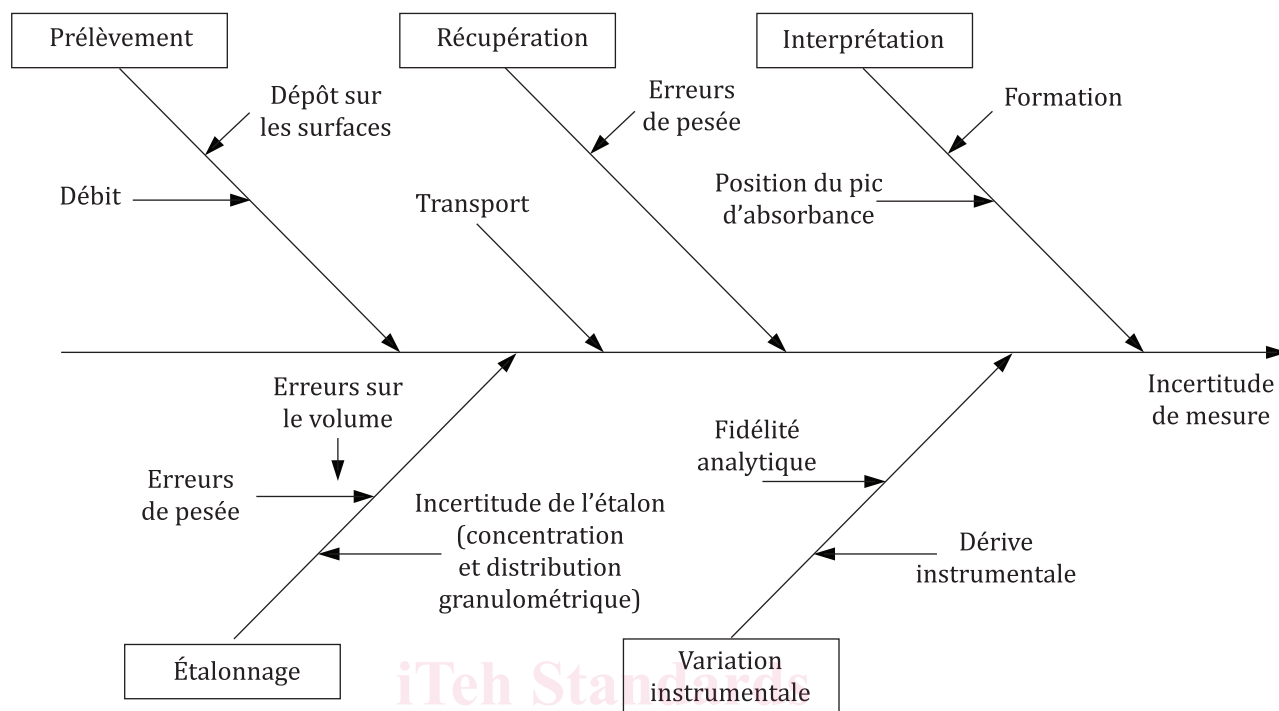 Prélèvement
Récupération
Interprétation
Dépôt sur
les surfaces
Erreurs
de pesée
Formation
Débit
Transport
Position du pic
d’absorbance
Erreurs sur
le volume
Incertitude
de mesure
Fidélité
analytique
Erreurs
de pesée
Incertitude de l’étalon
(concentration
et distribution
granulométrique)
Dérive
instrumentale
Étalonnage
Variation
instrumentale
iTeh Standards